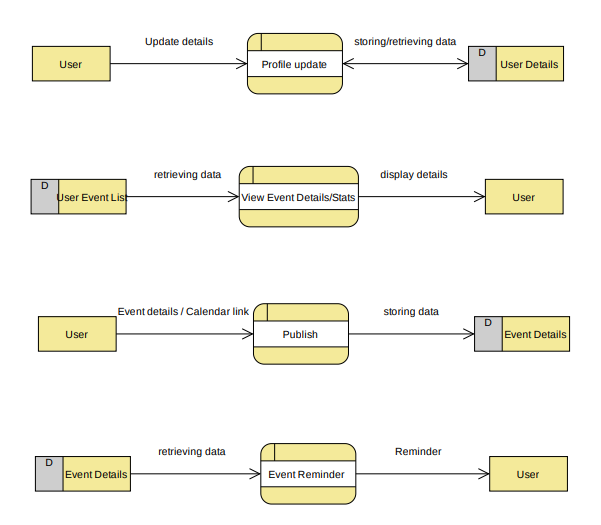 Update details
storing/retrieving data
User
Profile update
D
User Details
retrieving data
display details
D
User Event List
View Event Details/Stats
User
Event details / Calendar link
storing data
User
Publish
D
Event Details
retrieving data
Reminder
D
Event Details
Event Reminder
User